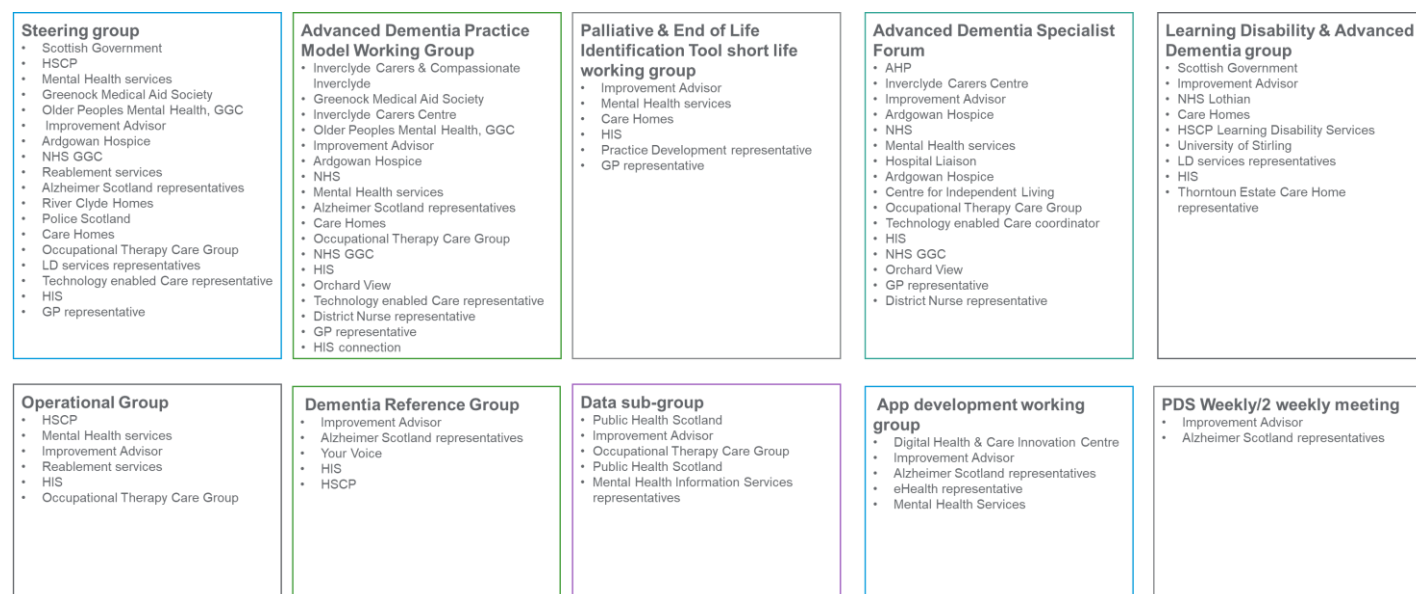 Steering group
• Scottish Government
• HSCP
• Mental Health services
• Greenock Medical Aid Society
• Older Peoples Mental Health, GGC
• Improvement Advisor
• Ardgowan Hospice
• NHS GGC
• Reablement services
• Alzheimer Scotland representatives
• River Clyde Homes
• Police Scotland
• Care Homes
• Occupational Therapy Care Group
• LD services representatives
• Technology enabled Care representative
• HIS
• GP representative
Advanced Dementia Practice
Model Working Group
• Inverclyde Carers & Compassionate
Inverclyde
• Greenock Medical Aid Society
• Inverclyde Carers Centre
• Older Peoples Mental Health, GGC
• Improvement Advisor
• Ardgowan Hospice
• NHS
• Mental Health services
• Alzheimer Scotland representatives
• Care Homes
• Occupational Therapy Care Group
• NHS GGC
• HIS
• Orchard View
• Technology enabled Care representative
• District Nurse representative
• GP representative
• HIS connection
Palliative & End of Life
Identification Tool short life
working group
• Improvement Advisor
• Mental Health services
• Care Homes
• HIS
• Practice Development representative
• GP representative
Advanced Dementia Specialist
Forum
• AHP
• Inverclyde Carers Centre
• Improvement Advisor
• Ardgowan Hospice
• NHS
• Mental Health services
• Hospital Liaison
• Ardgowan Hospice
• Centre for Independent Living
• Occupational Therapy Care Group
• Technology enabled Care coordinator
• HIS
• NHS GGC
• Orchard View
• GP representative
• District Nurse representative
Learning Disability & Advanced
Dementia group
• Scottish Government
• Improvement Advisor
• NHS Lothian
• Care Homes
• HSCP Learning Disability Services
• University of Stirling
• LD services representatives
• HIS
• Thorntoun Estate Care Home
representative
Operational Group
• HSCP
• Mental Health services
• Improvement Advisor
• Reablement services
• HIS
• Occupational Therapy Care Group
Dementia Reference Group
• Improvement Advisor
• Alzheimer Scotland representatives
• Your Voice
• HIS
• HSCP
Data sub-group
• Public Health Scotland
• Improvement Advisor
• Occupational Therapy Care Group
• Public Health Scotland
• Mental Health Information Services
representatives
App development working
group
• Digital Health & Care Innovation Centre
• Improvement Advisor
• Alzheimer Scotland representatives
• eHealth representative
• Mental Health Services
PDS Weekly/2 weekly meeting
• Improvement Advisor
• Alzheimer Scotland representatives